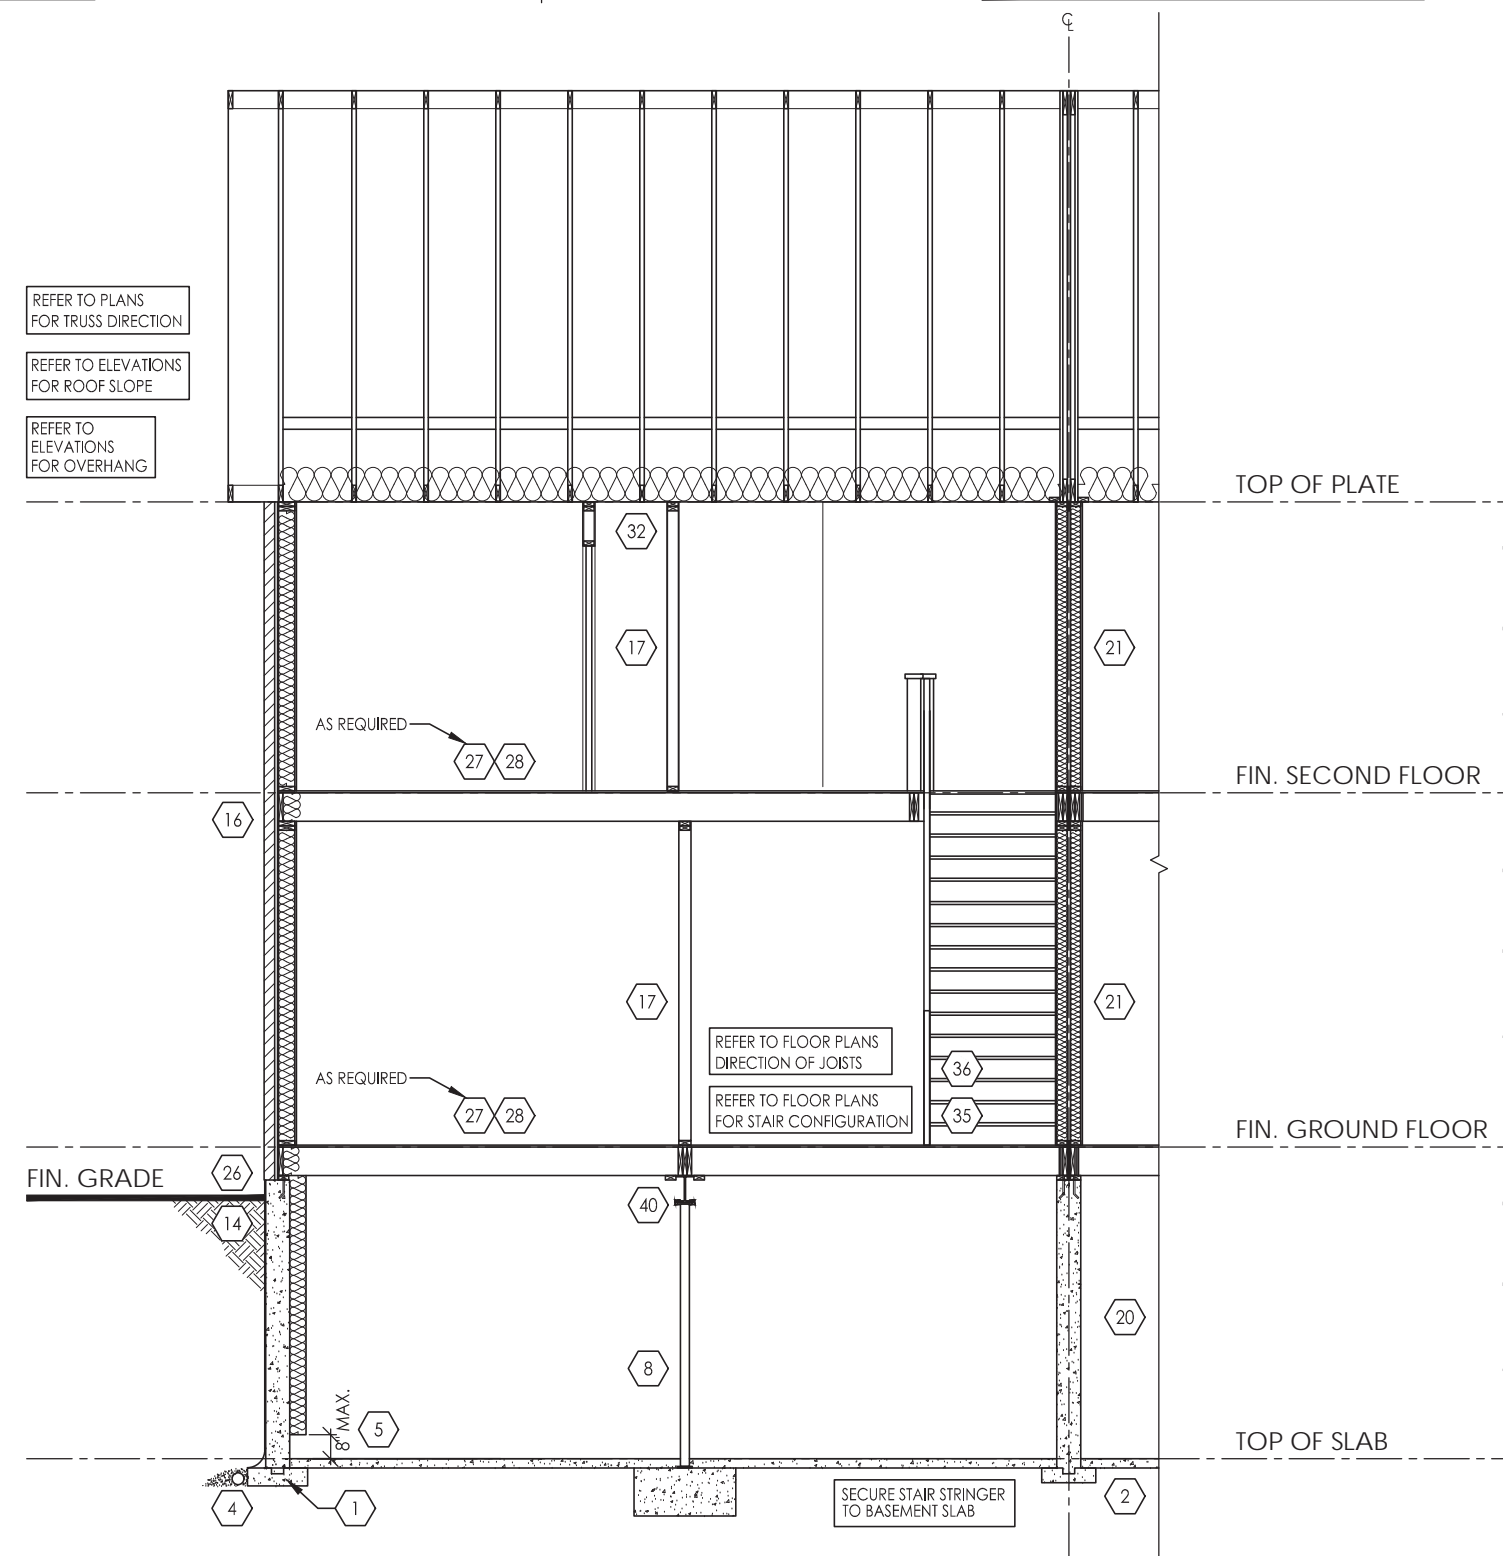 ℄
REFER TO PLANS
FOR TRUSS DIRECTION
REFER TO ELEVATIONS
FOR ROOF SLOPE
REFER TO
ELEVATIONS
FOR OVERHANG
TOP OF PLATE
32
17
21
AS REQUIRED
27 28
FIN. SECOND FLOOR
16
17
21
REFER TO FLOOR PLANS
DIRECTION OF JOISTS
AS REQUIRED
36
REFER TO FLOOR PLANS
FOR STAIR CONFIGURATION
27 28
35
FIN. GROUND FLOOR
FIN. GRADE
26
14
40
20
8
8" MAX.
5
TOP OF SLAB
SECURE STAIR STRINGER
TO BASEMENT SLAB
4
1
2